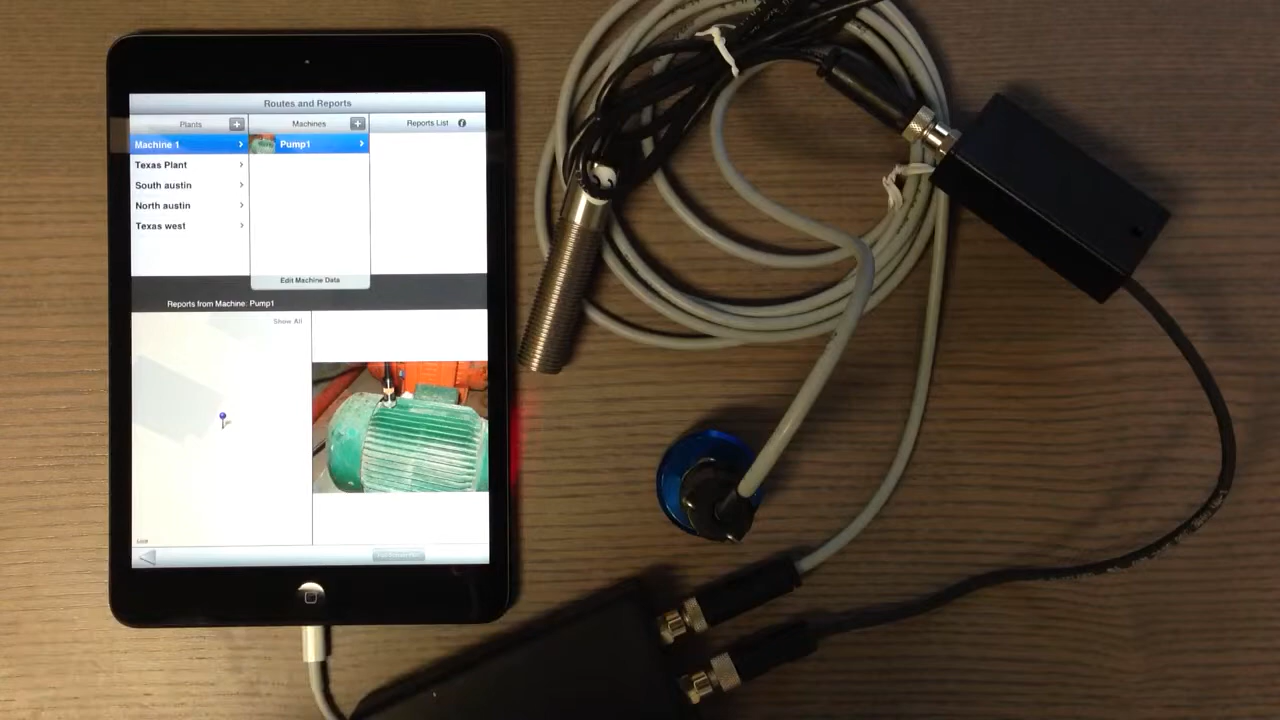 Routes and Reports
Plants
Machines
Reports List
Machine 1
Pump1
Texas Plant
South austin
North austin
Texas west
Edit Machine Data
Reports from Machine: Pump1
Show All